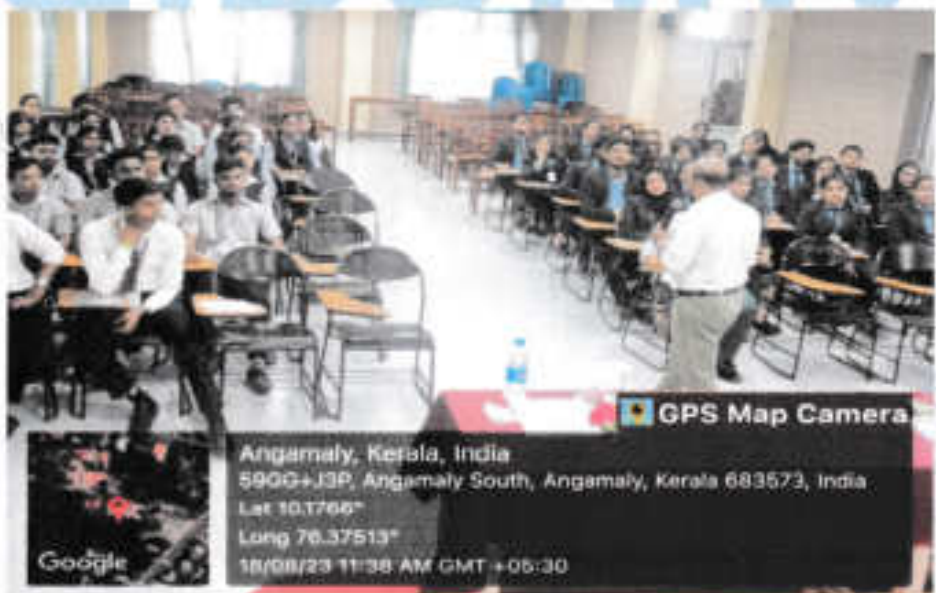 GPS Map Camera
Angamaly, Kerala, India
59GG+J3P, Angamaly South, Angamaly, Kerala 683573, India
Lat 10.1766°
Long 76.37513°
18/08/23 11:38 AM GMT +05:30
Google